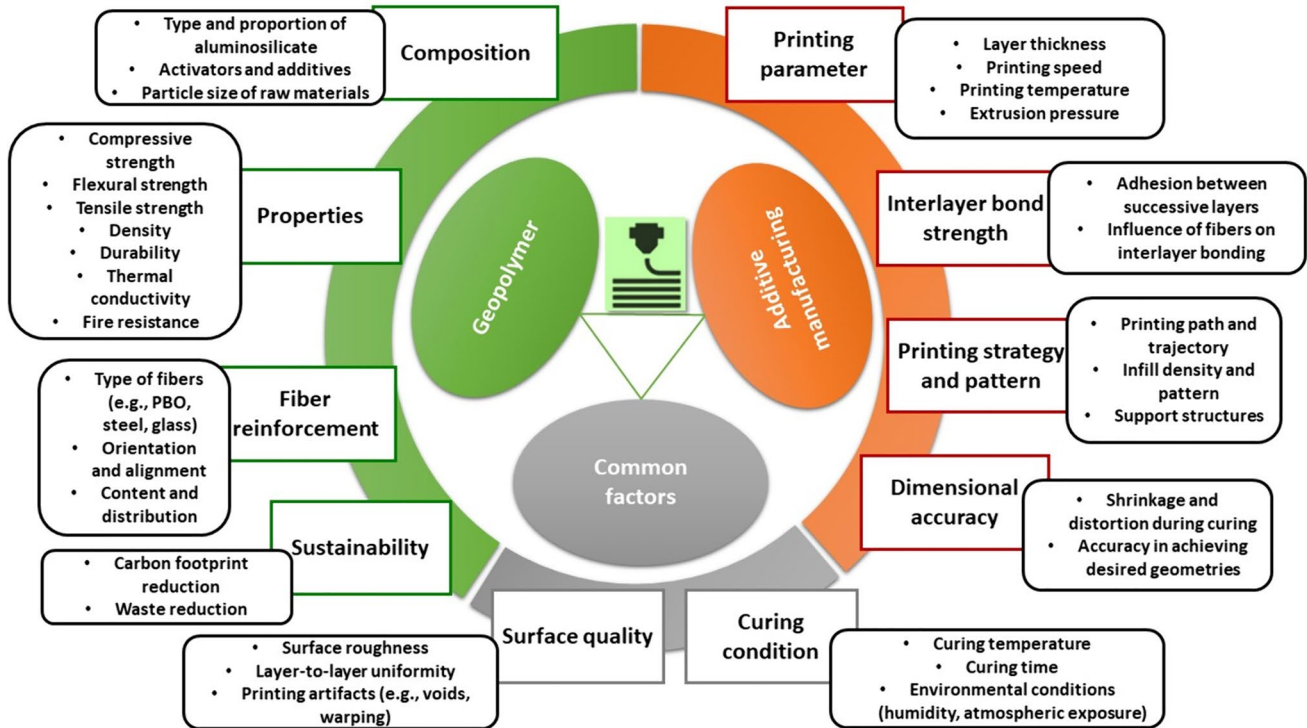 Composition
• Type and proportion of
aluminosilicate
• Activators and additives
• Particle size of raw materials
Properties
• Compressive
strength
• Flexural strength
• Tensile strength
• Density
• Durability
• Thermal
conductivity
• Fire resistance
Fiber
reinforcement
• Type of fibers
(e.g., PBO,
steel, glass)
• Orientation
and alignment
• Content and
distribution
Sustainability
• Carbon footprint
reduction
• Waste reduction
Geopolymer
Additive
manufacturing
Common
factors
Printing
parameter
• Layer thickness
• Printing speed
• Printing temperature
• Extrusion pressure
Interlayer bond
strength
• Adhesion between
successive layers
• Influence of fibers on
interlayer bonding
Printing strategy
and pattern
• Printing path and
trajectory
• Infill density and
pattern
• Support structures
Dimensional
accuracy
• Shrinkage and
distortion during curing
• Accuracy in achieving
desired geometries
Surface quality
• Surface roughness
• Layer-to-layer uniformity
• Printing artifacts (e.g., voids,
warping)
Curing
condition
• Curing temperature
• Curing time
• Environmental conditions
(humidity, atmospheric exposure)